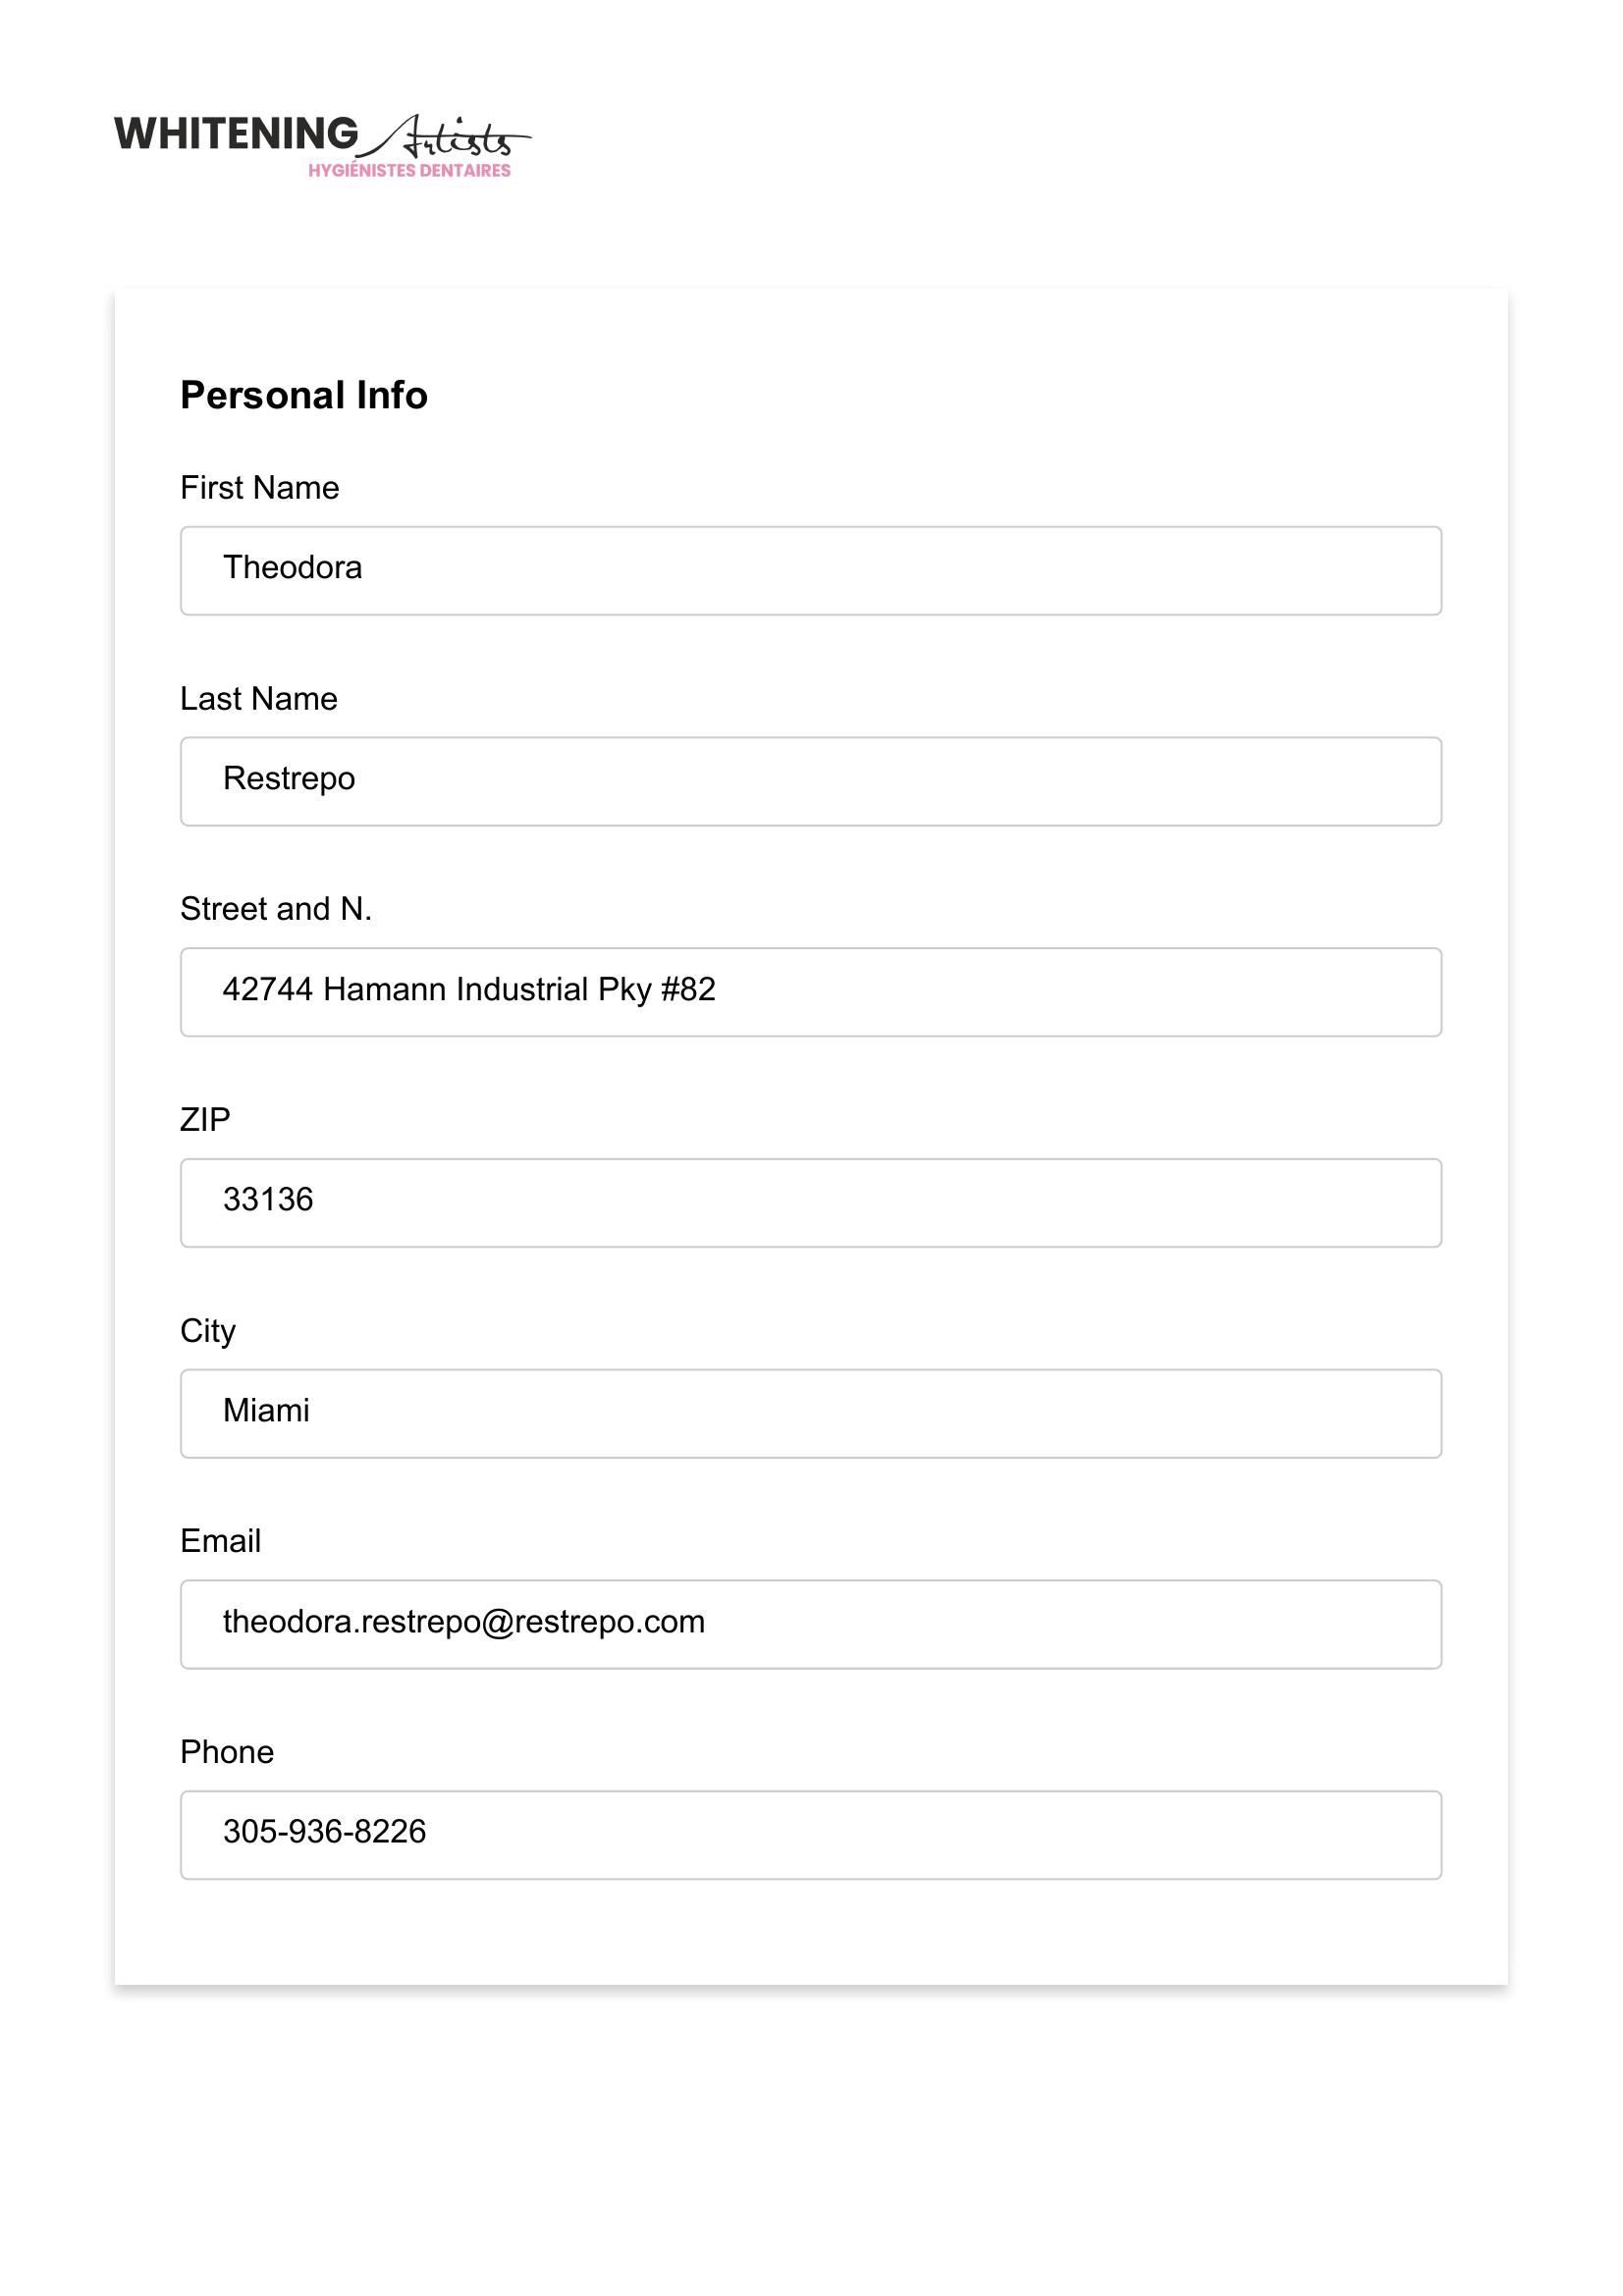 WHITENING Artists
HYGIÉNISTES DENTAIRES
Personal Info
First Name
Theodora
Last Name
Restrepo
Street and N.
42744 Hamann Industrial Pky #82
ZIP
33136
City
Miami
Email
theodora.restrepo@restrepo.com
Phone
305-936-8226